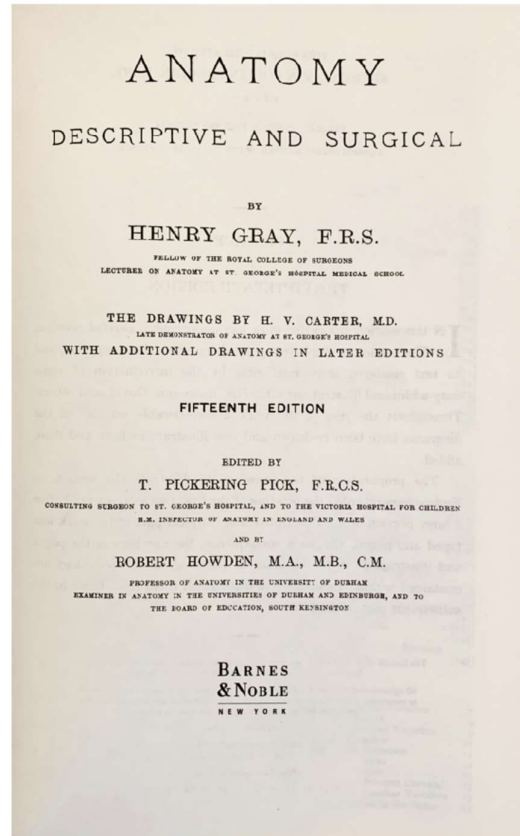 ANATOMY
DESCRIPTIVE AND SURGICAL
BY
HENRY GRAY, F.R.S.
FELLOW OF THE ROYAL COLLEGE OF SURGEONS
LECTURER ON ANATOMY AT ST. GEORGE'S HOSPITAL MEDICAL SCHOOL
THE DRAWINGS BY H. V. CARTER, M.D.
LATE DEMONSTRATOR OF ANATOMY AT ST. GEORGE'S HOSPITAL
WITH ADDITIONAL DRAWINGS IN LATER EDITIONS
FIFTEENTH EDITION
EDITED BY
T. PICKERING PICK, F.R.C.S.
CONSULTING SURGEON TO ST. GEORGE'S HOSPITAL, AND TO THE VICTORIA HOSPITAL FOR CHILDREN
H.M. INSPECTOR OF ANATOMY IN ENGLAND AND WALES
AND BY
ROBERT HOWDEN, M.A., M.B., C.M.
PROFESSOR OF ANATOMY IN THE UNIVERSITY OF DURHAM
EXAMINER IN ANATOMY IN THE UNIVERSITIES OF DURHAM AND EDINBURGH, AND TO
THE BOARD OF EDUCATION, SOUTH KENSINGTON
BARNES
& NOBLE
NEW YORK